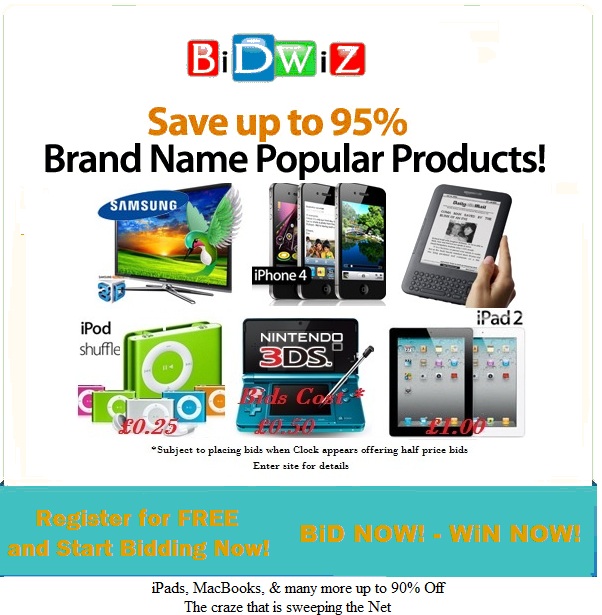 BiDWiZ
Save up to 95%
Brand Name Popular Products!
SAMSUNG
3D
iPhone 4
Daily Mail
iPod
shuffle
NINTENDO
3DS
iPad 2
Bids Cost *
£0.25
£0.50
£1.00
*Subject to placing bids when Clock appears offering half price bids
Enter site for details
Register for FREE
and Start Bidding Now!
BiD NOW! - WiN NOW!
iPads, MacBooks, & many more up to 90% Off
The craze that is sweeping the Net